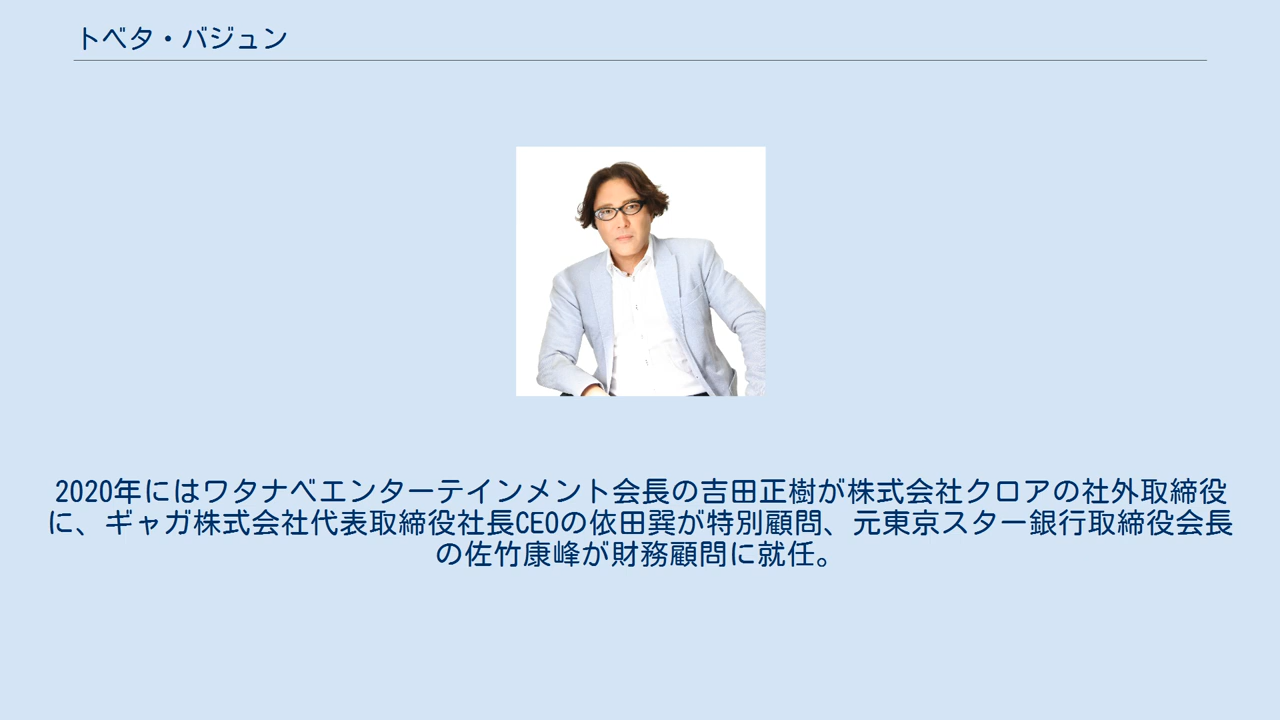 トベタ・バジュン
2020年にはワタナベエンターテインメント会長の吉田正樹が株式会社クロアの社外取締役
に、ギャガ株式会社代表取締役社長CEOの依田巽が特別顧問、元東京スター銀行取締役会長
の佐竹康峰が財務顧問に就任。